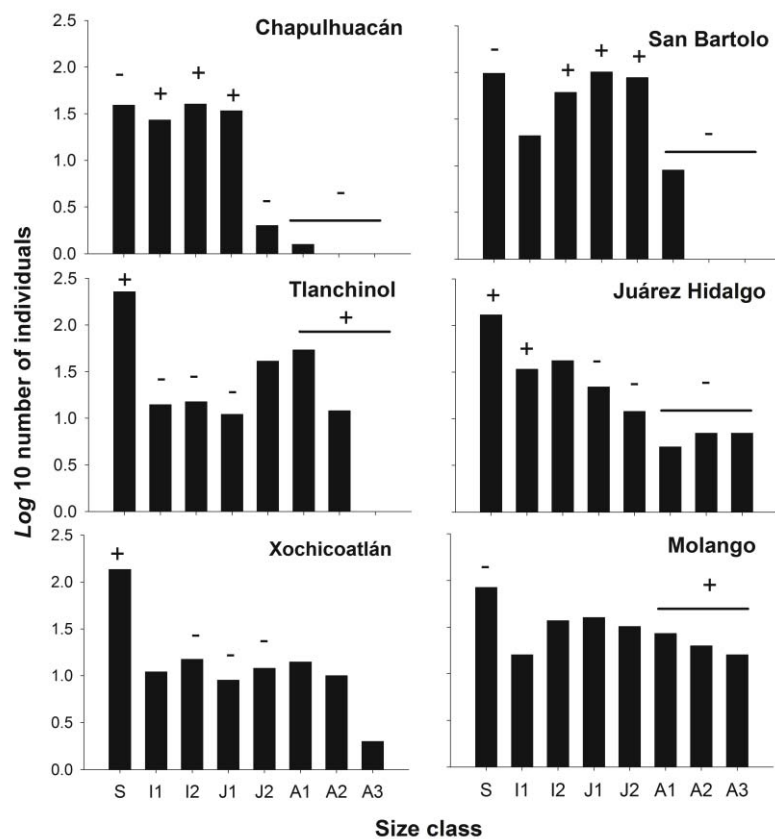 Chapulhuacán
2.5
2.0
1.5
1.0
0.5
0.0
- + + + - -
San Bartolo
- + + + -
Tlanchinol
2.5
2.0
1.5
1.0
0.5
0.0
+ - - - +
Juárez Hidalgo
+ + - - -
Xochicoatlán
2.5
2.0
1.5
1.0
0.5
0.0
+ - - -
S I1 I2 J1 J2 A1 A2 A3
Molango
- +
S I1 I2 J1 J2 A1 A2 A3
Log 10 number of individuals
Size class